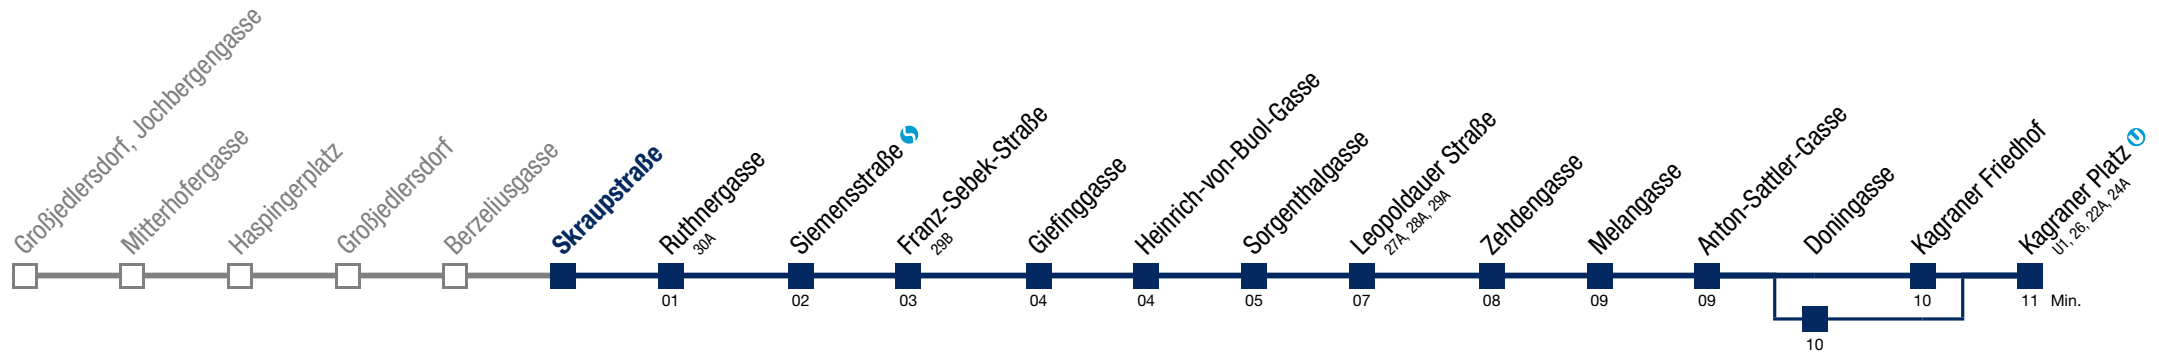 Großjedlersdorf, Jochbergengasse
Mitterhofergasse
Haspingerplatz
Großjedlersdorf
Berzeliusgasse
Skraupstraße
Ruthnergasse
30A
Siemensstraße
Franz-Sebek-Straße
29B
Giefinggasse
Heinrich-von-Buol-Gasse
Sorgenthalgasse
Leopoldauer Straße
27A, 28A, 29A
Zehdengasse
Melangasse
Anton-Sattler-Gasse
Doningasse
Kagraner Friedhof
Kagraner Platz U
U1, 26, 22A, 24A
01 02 03 04 04 05 07 08 09 09 10 11 Min.
10